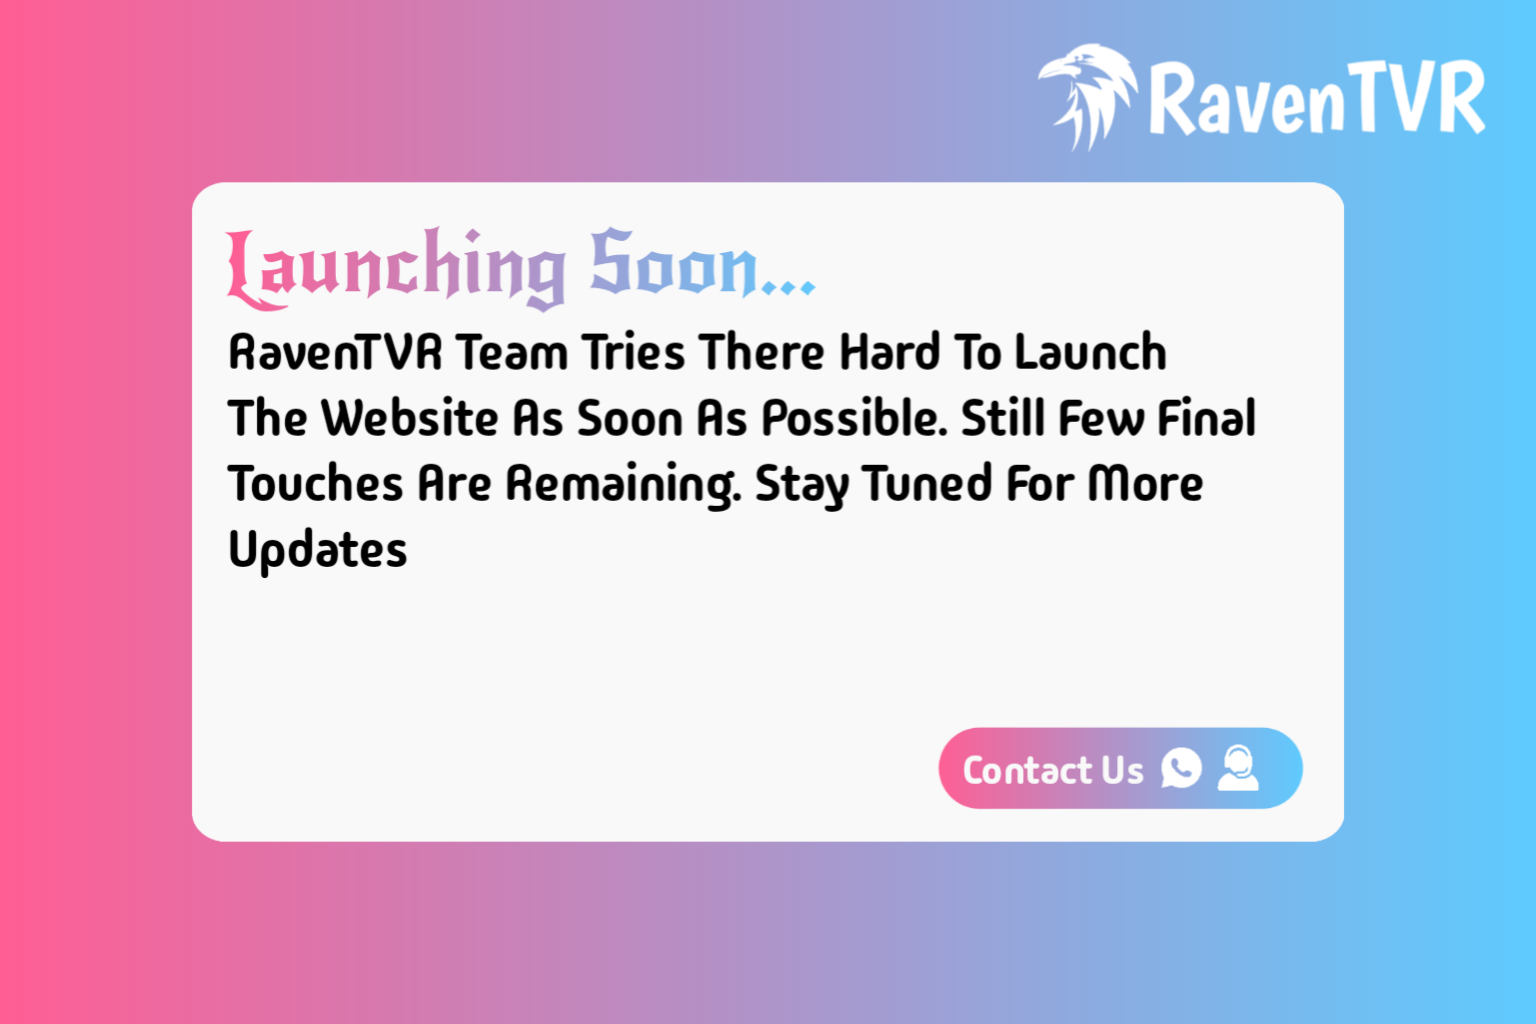 RavenTVR
Launching Soon...
RavenTVR Team Tries There Hard To Launch
The Website As Soon As Possible. Still Few Final
Touches Are Remaining. Stay Tuned For More
Updates
Contact Us